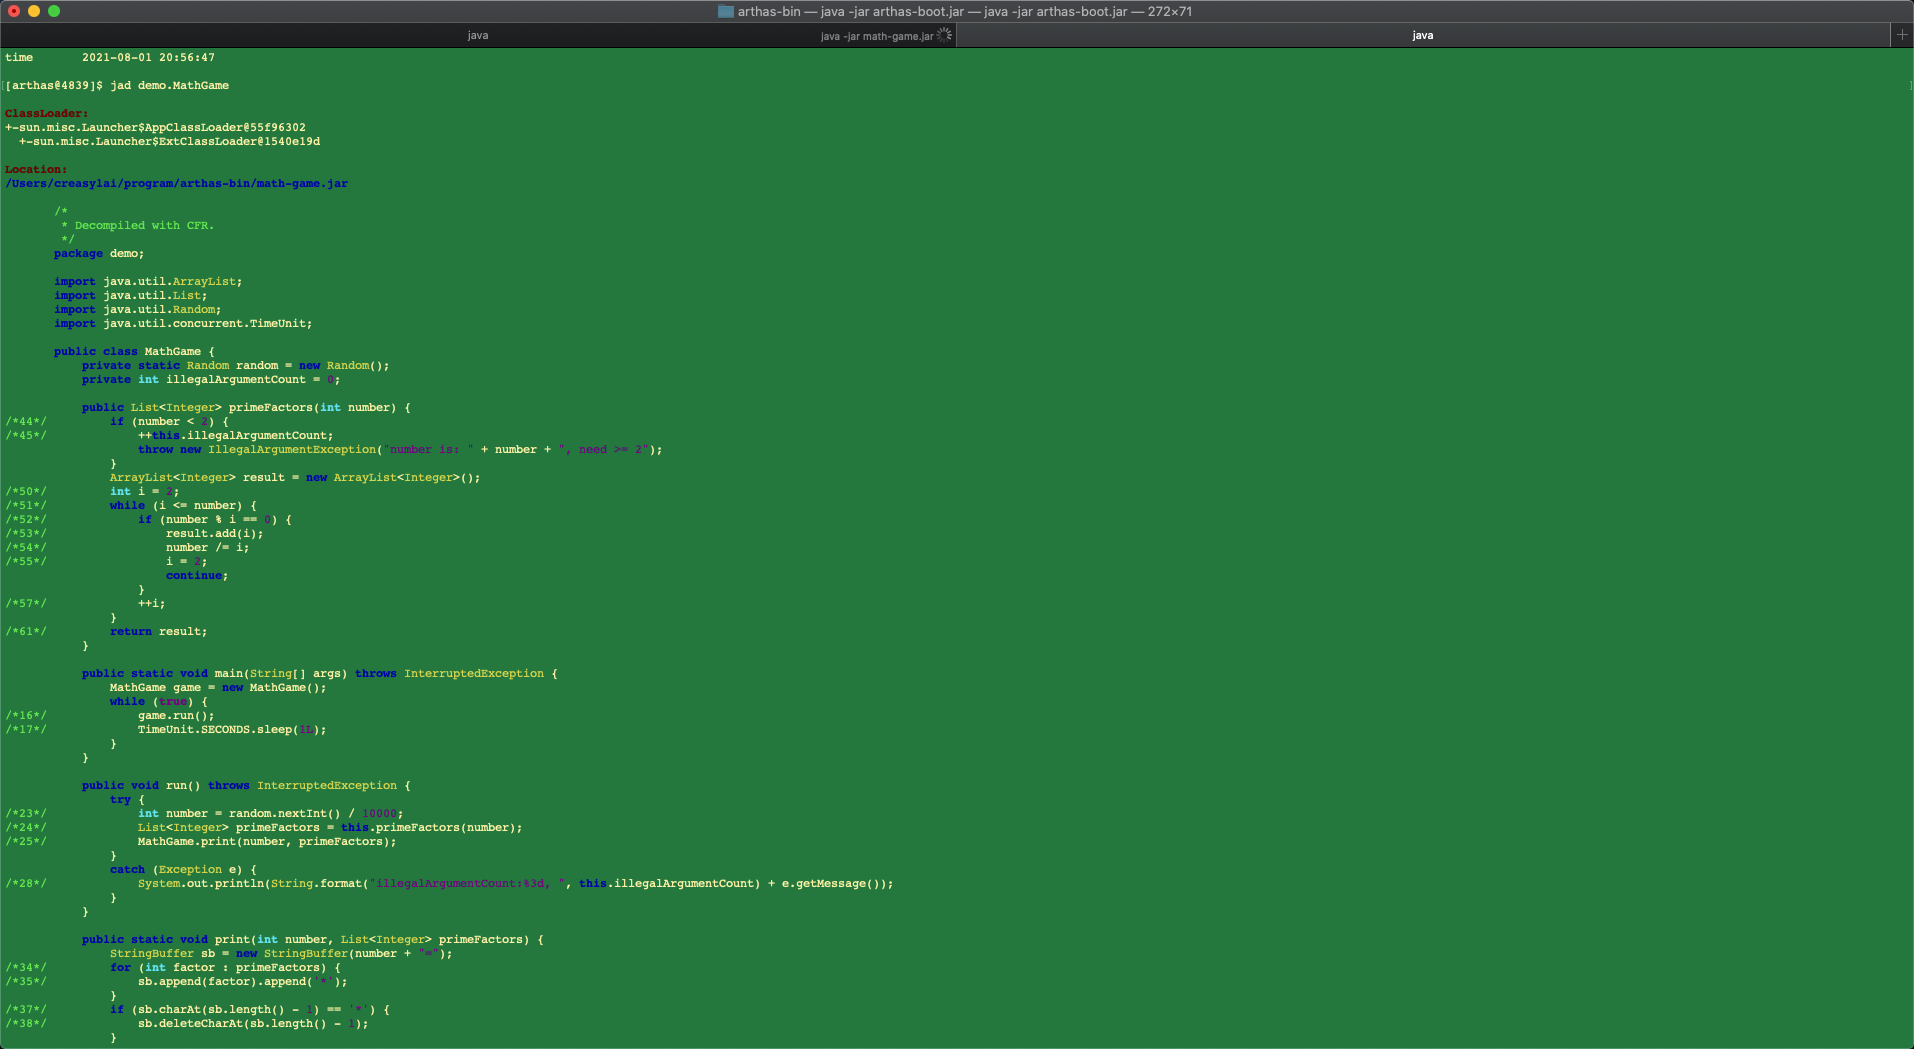 arthas-bin — java -jar arthas-boot.jar — java -jar arthas-boot.jar — 272×71
java
java -jar math-game.jar
java
time       2021-08-01 20:56:47
[arthas@4839]$ jad demo.MathGame
ClassLoader:
+-sun.misc.Launcher$AppClassLoader@55f96302
  +-sun.misc.Launcher$ExtClassLoader@1540e19d
Location:
/Users/creasylai/program/arthas-bin/math-game.jar
       /*
        * Decompiled with CFR.
        */
       package demo;
       import java.util.ArrayList;
       import java.util.List;
       import java.util.Random;
       import java.util.concurrent.TimeUnit;
       public class MathGame {
           private static Random random = new Random();
           private int illegalArgumentCount = 0;
           public List<Integer> primeFactors(int number) {
/*44*/         if (number < 2) {
/*45*/             ++this.illegalArgumentCount;
                   throw new IllegalArgumentException("number is: " + number + ", need >= 2");
               }
               ArrayList<Integer> result = new ArrayList<Integer>();
/*50*/         int i = 2;
/*51*/         while (i <= number) {
/*52*/             if (number % i == 0) {
/*53*/                 result.add(i);
/*54*/                 number /= i;
/*55*/                 i = 2;
                       continue;
                   }
/*57*/             ++i;
               }
/*61*/         return result;
           }
           public static void main(String[] args) throws InterruptedException {
               MathGame game = new MathGame();
               while (true) {
/*16*/             game.run();
/*17*/             TimeUnit.SECONDS.sleep(1L);
               }
           }
           public void run() throws InterruptedException {
               try {
/*23*/             int number = random.nextInt() / 10000;
/*24*/             List<Integer> primeFactors = this.primeFactors(number);
/*25*/             MathGame.print(number, primeFactors);
               }
               catch (Exception e) {
/*28*/             System.out.println(String.format("illegalArgumentCount:%3d, ", this.illegalArgumentCount) + e.getMessage());
               }
           }
           public static void print(int number, List<Integer> primeFactors) {
               StringBuffer sb = new StringBuffer(number + "=");
/*34*/         for (int factor : primeFactors) {
/*35*/             sb.append(factor).append('*');
               }
/*37*/         if (sb.charAt(sb.length() - 1) == '*') {
/*38*/             sb.deleteCharAt(sb.length() - 1);
               }